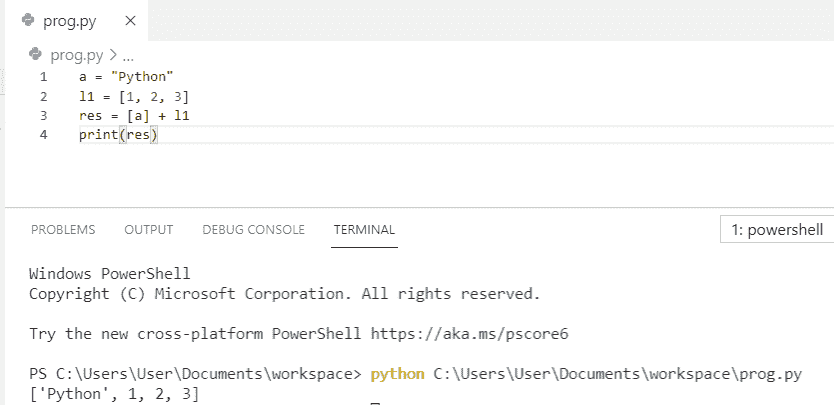 prog.py ×
prog.py > ...
1 a = "Python"
2 l1 = [1, 2, 3]
3 res = [a] + l1
4 print(res)
PROBLEMS OUTPUT DEBUG CONSOLE TERMINAL 1: powershell
Windows PowerShell
Copyright (C) Microsoft Corporation. All rights reserved.
Try the new cross-platform PowerShell https://aka.ms/pscore6
PS C:\Users\User\Documents\workspace> python C:\Users\User\Documents\workspace\prog.py
['Python', 1, 2, 3]